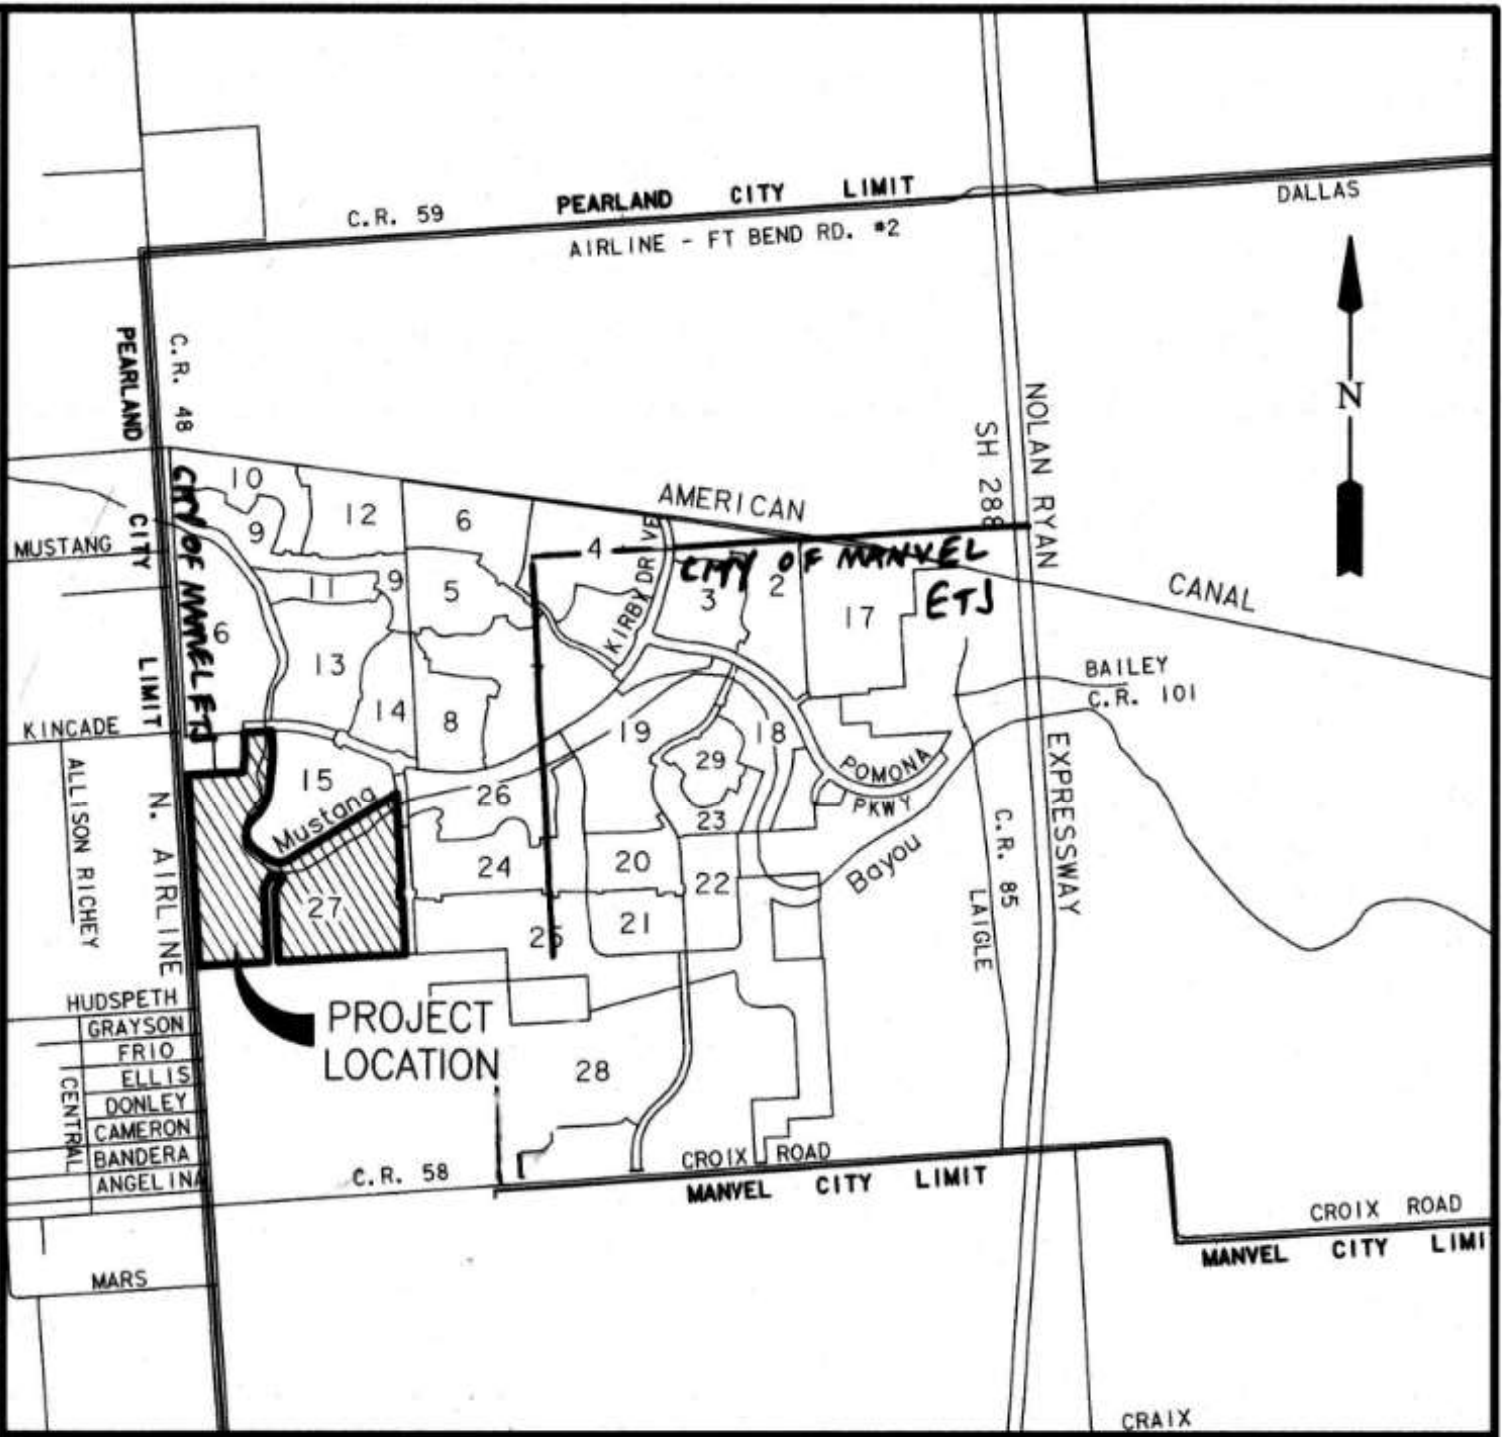 PEARLAND CITY LIMIT
C.R. 59
AIRLINE - FT BEND RD. #2
DALLAS
N
PEARLAND CITY LIMIT
C.R. 48
NOLAN RYAN
EXPRESSWAY
SH 288
AMERICAN
CANAL
CITY OF MANVEL ETJ
CITY OF MANVEL
ETJ
10
12
6
4
9
MUSTANG
11
9
5
3
2
17
KIRBY DRIVE
6
13
BAILEY
C.R. 101
14
8
KINCADE
19
18
ALLISON RICHEY
15
29
POMONA
PKWY
Mustang
26
23
N. AIRLINE
24
20
22
Bayou
C.R. 85
LAIGLE
27
21
25
HUDSPETH
GRAYSON
FRIO
ELLIS
DONLEY
CAMERON
BANDERA
ANGELINA
CENTRAL
PROJECT
LOCATION
28
CROIX ROAD
C.R. 58
MANVEL CITY LIMIT
CROIX ROAD
MANVEL CITY LIMI
MARS
CRAIX